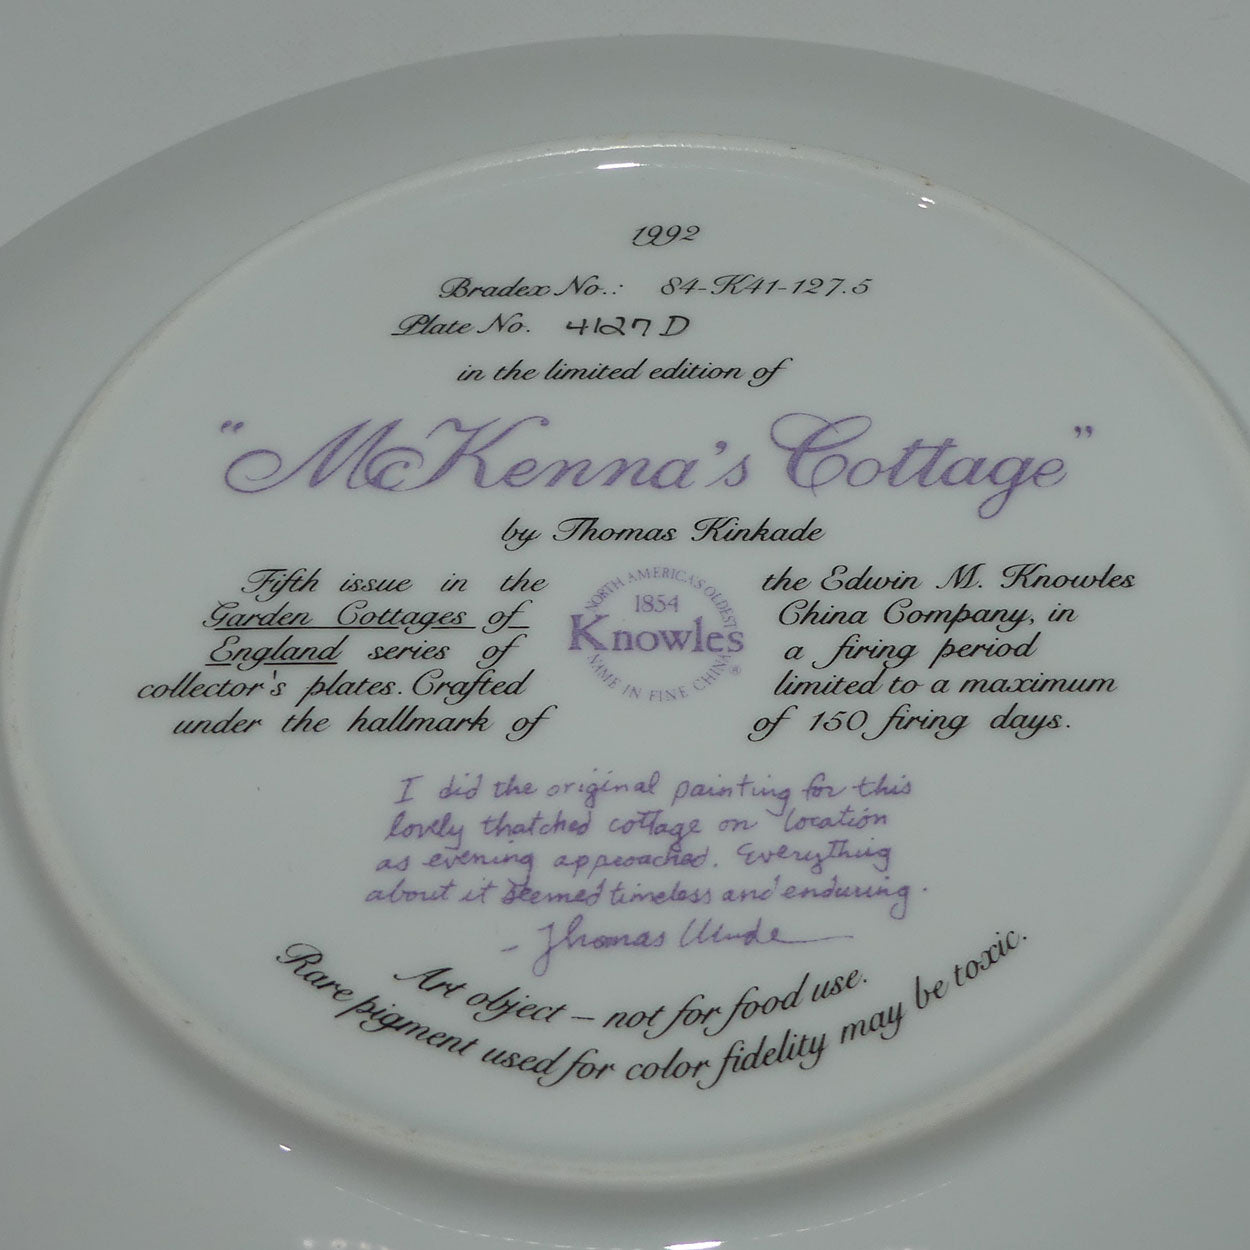 1992
Bradex No.: 84-K41-127.5
Plate No. 4127D
in the limited edition of
"McKenna's Cottage"
by Thomas Kinkade
Fifth issue in the
Garden Cottages of
England series of
collector's plates. Crafted
under the hallmark of
NORTH AMERICA'S OLDEST
1854
Knowles
NAME IN FINE CHINA ®
the Edwin M. Knowles
China Company, in
a firing period
limited to a maximum
of 150 firing days.
I did the original painting for this
lovely thatched cottage on location
as evening approached. Everything
about it seemed timeless and enduring.
- Thomas Kinkade
Art object – not for food use.
Rare pigment used for color fidelity may be toxic.